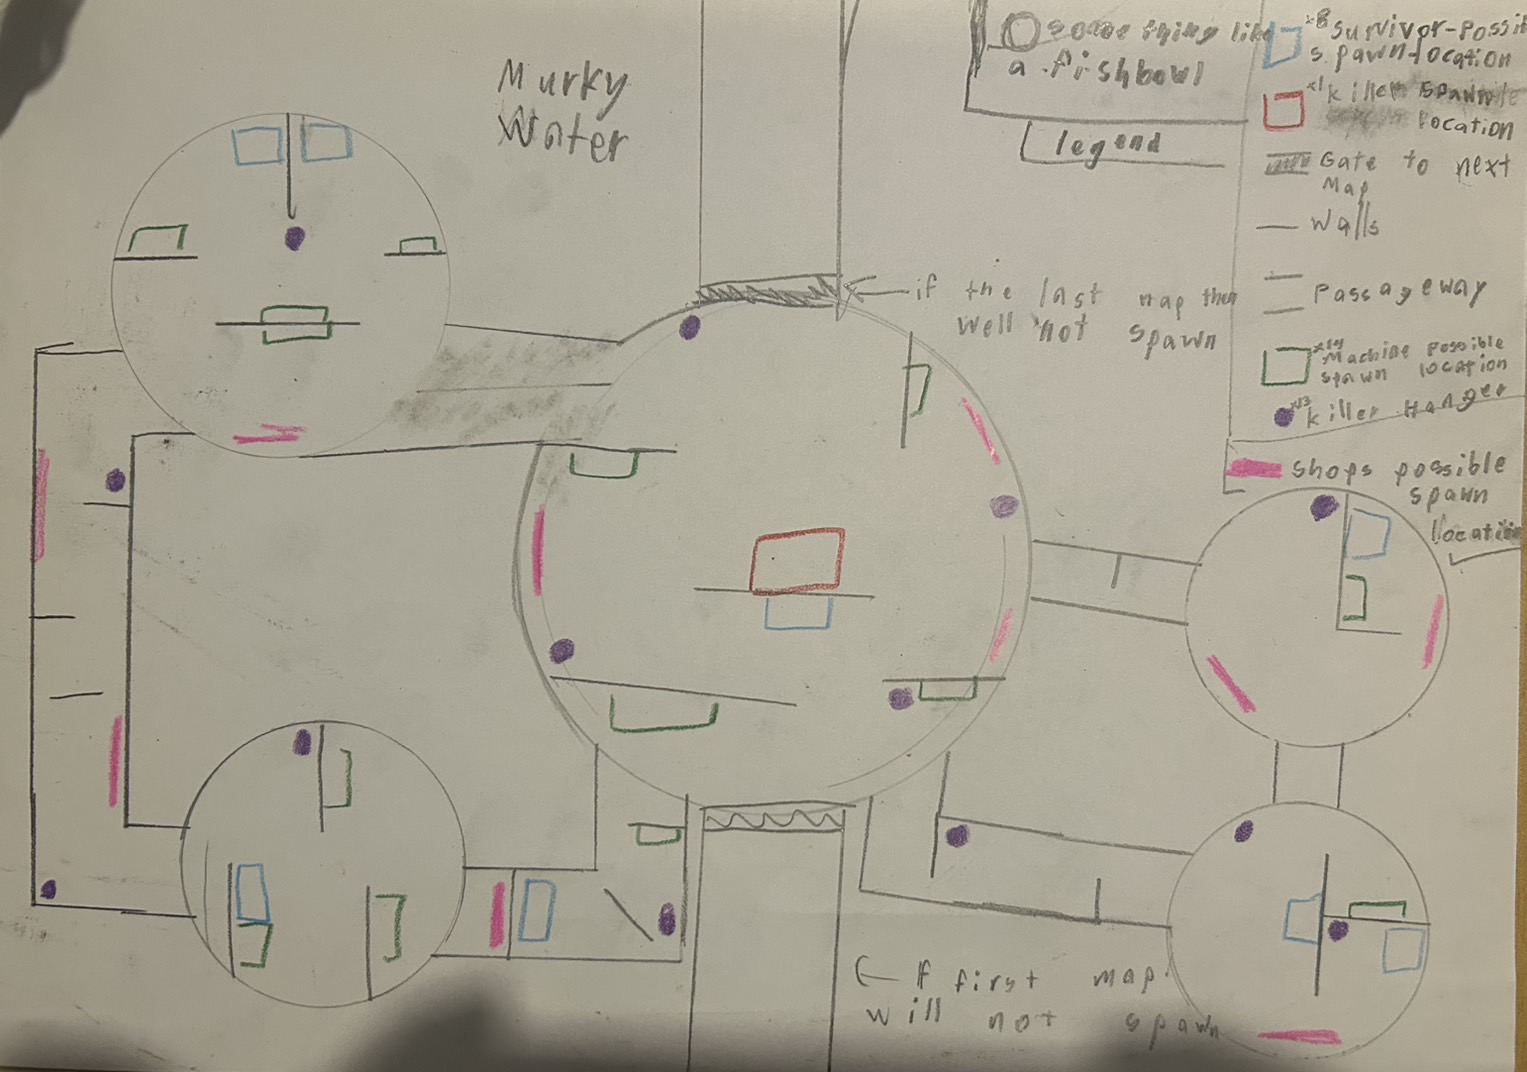 Murky
Water
some thing like
a fishbowl
legend
x8 survivor-possi
spawn-location
x1 killer spawn
location
Gate to next
Map
Walls
Passageway
x14
Machine possible
spawn location
x13
killer Hanger
shops possible
spawn
location
if the last map then
well not spawn
← If first map
will not spawn